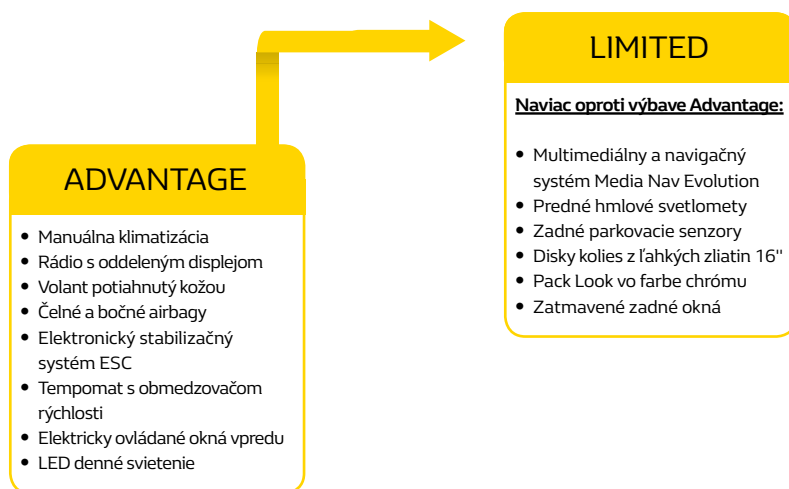 LIMITED
Naviac oproti výbave Advantage:
• Multimediálny a navigačný
systém Media Nav Evolution
• Predné hmlové svetlomety
• Zadné parkovacie senzory
• Disky kolies z ľahkých zliatin 16"
• Pack Look vo farbe chrómu
• Zatmavené zadné okná
ADVANTAGE
• Manuálna klimatizácia
• Rádio s oddeleným displejom
• Volant potiahnutý kožou
• Čelné a bočné airbagy
• Elektronický stabilizačný
systém ESC
• Tempomat s obmedzovačom
rýchlosti
• Elektricky ovládané okná vpredu
• LED denné svietenie